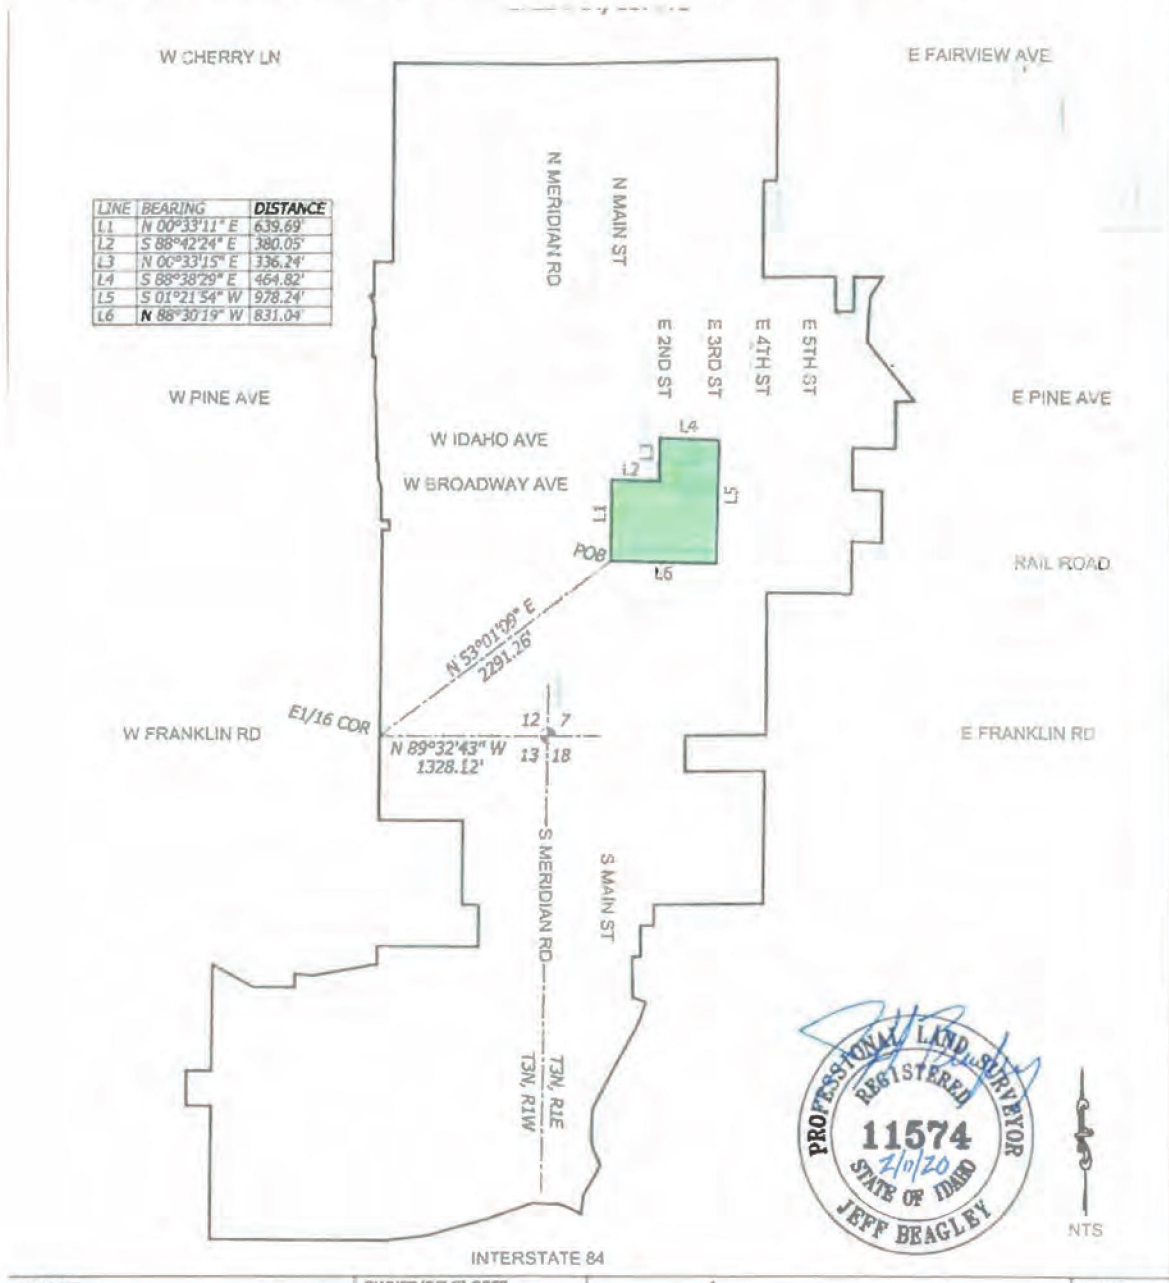 W CHERRY LN
E FAIRVIEW AVE
N MERIDIAN RD
N MAIN ST
LINE BEARING DISTANCE
L1 N 00°33'11" E 639.69'
L2 S 88°42'24" E 380.05'
L3 N 00°33'15" E 336.24'
L4 S 88°38'29" E 464.82'
L5 S 01°21'54" W 978.24'
L6 N 88°30'19" W 831.04'
E 2ND ST
E 3RD ST
E 4TH ST
E 5TH ST
W PINE AVE
E PINE AVE
W IDAHO AVE
L4
L3
W BROADWAY AVE
L2
L5
L1
POB
L6
RAIL ROAD
N 53°01'09" E
2291.26'
E1/16 COR
W FRANKLIN RD
E FRANKLIN RD
12 7
13 18
N 89°32'43" W
1328.12'
S MERIDIAN RD
S MAIN ST
T3N, R1E
T3N, R1W
PROFESSIONAL LAND SURVEYOR
REGISTERED
11574
STATE OF IDAHO
JEFF BEAGLEY
NTS
INTERSTATE 84